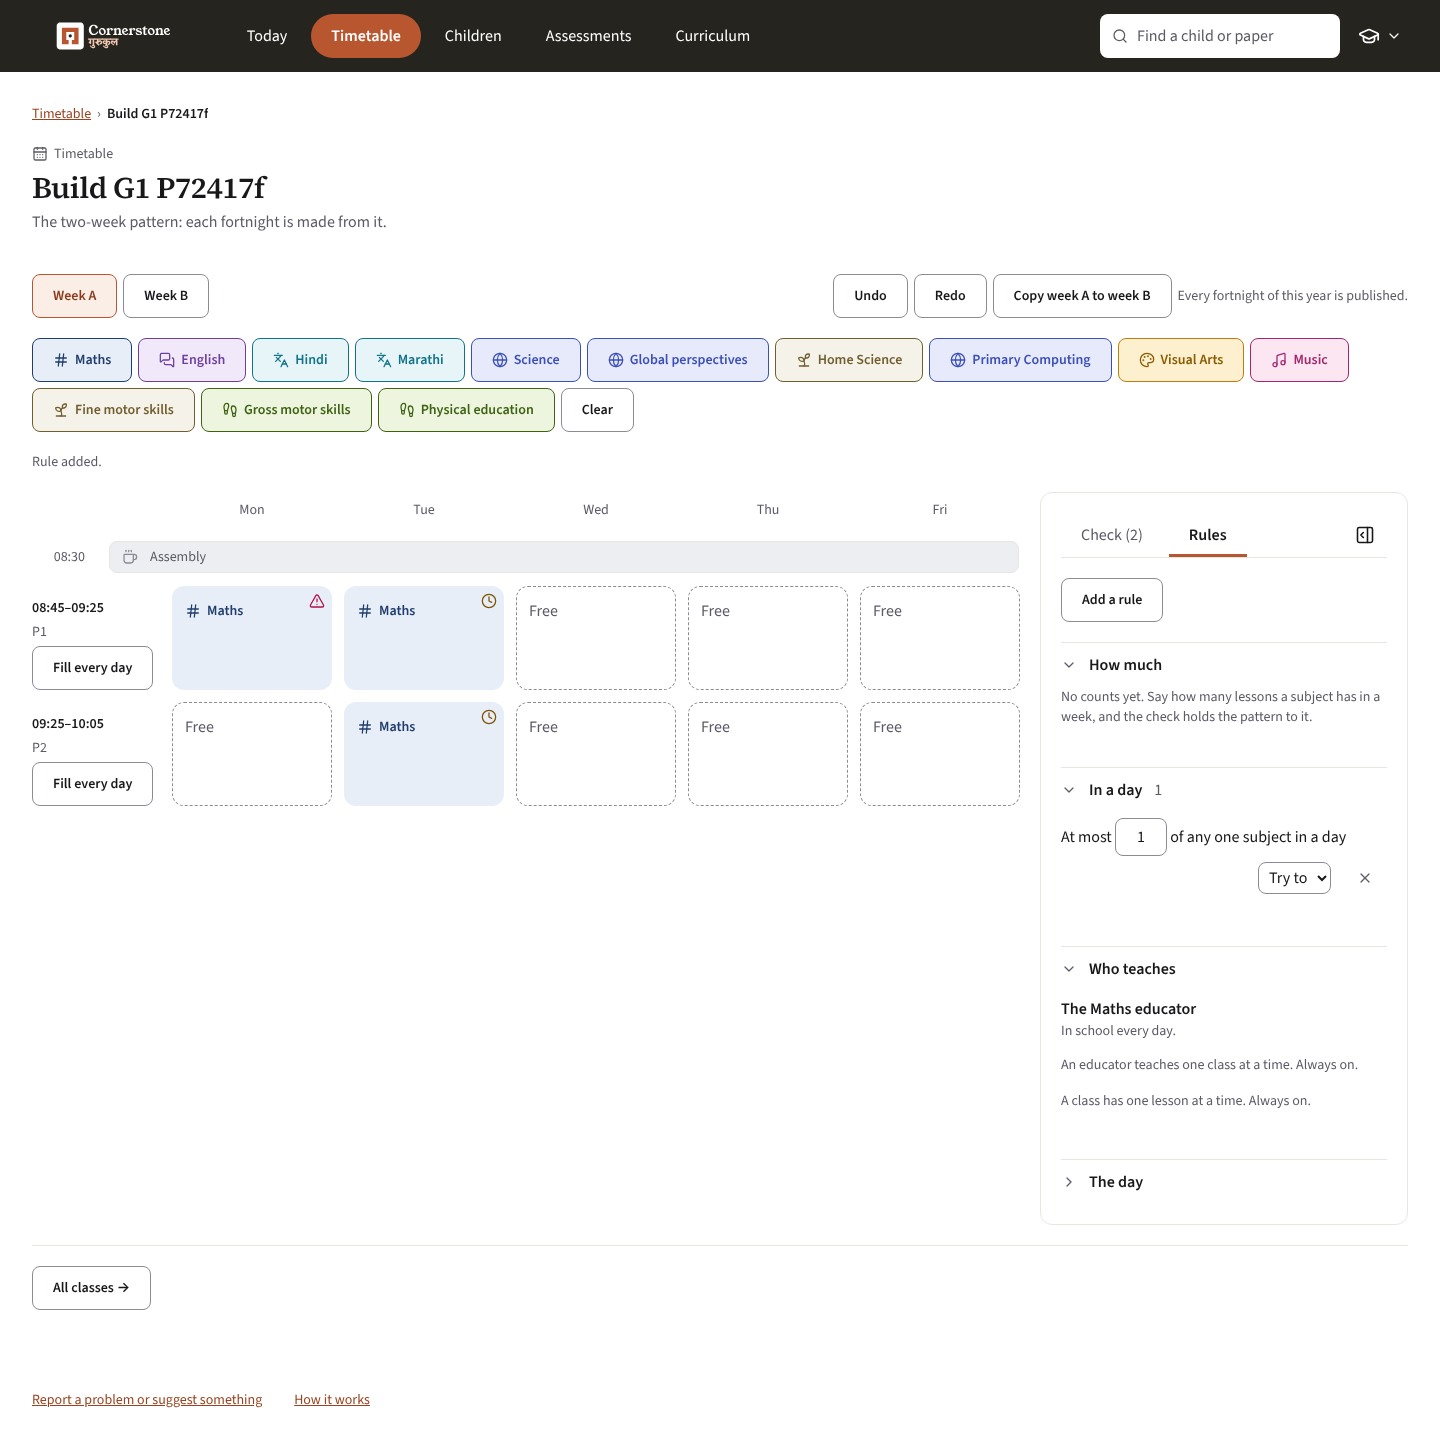 Cornerstone
गुरुकुल
Today
Timetable
Children
Assessments
Curriculum
Find a child or paper
Timetable › Build G1 P72417f
Timetable
Build G1 P72417f
The two-week pattern: each fortnight is made from it.
Week A
Week B
Undo
Redo
Copy week A to week B
Every fortnight of this year is published.
Maths
English
Hindi
Marathi
Science
Global perspectives
Home Science
Primary Computing
Visual Arts
Music
Fine motor skills
Gross motor skills
Physical education
Clear
Rule added.
Mon
Tue
Wed
Thu
Fri
08:30
Assembly
08:45–09:25
P1
Fill every day
Maths
Maths
Free
Free
Free
09:25–10:05
P2
Fill every day
Free
Maths
Free
Free
Free
Check (2)
Rules
Add a rule
How much
No counts yet. Say how many lessons a subject has in a
week, and the check holds the pattern to it.
In a day 1
At most 1 of any one subject in a day
Try to
Who teaches
The Maths educator
In school every day.
An educator teaches one class at a time. Always on.
A class has one lesson at a time. Always on.
The day
All classes →
Report a problem or suggest something
How it works